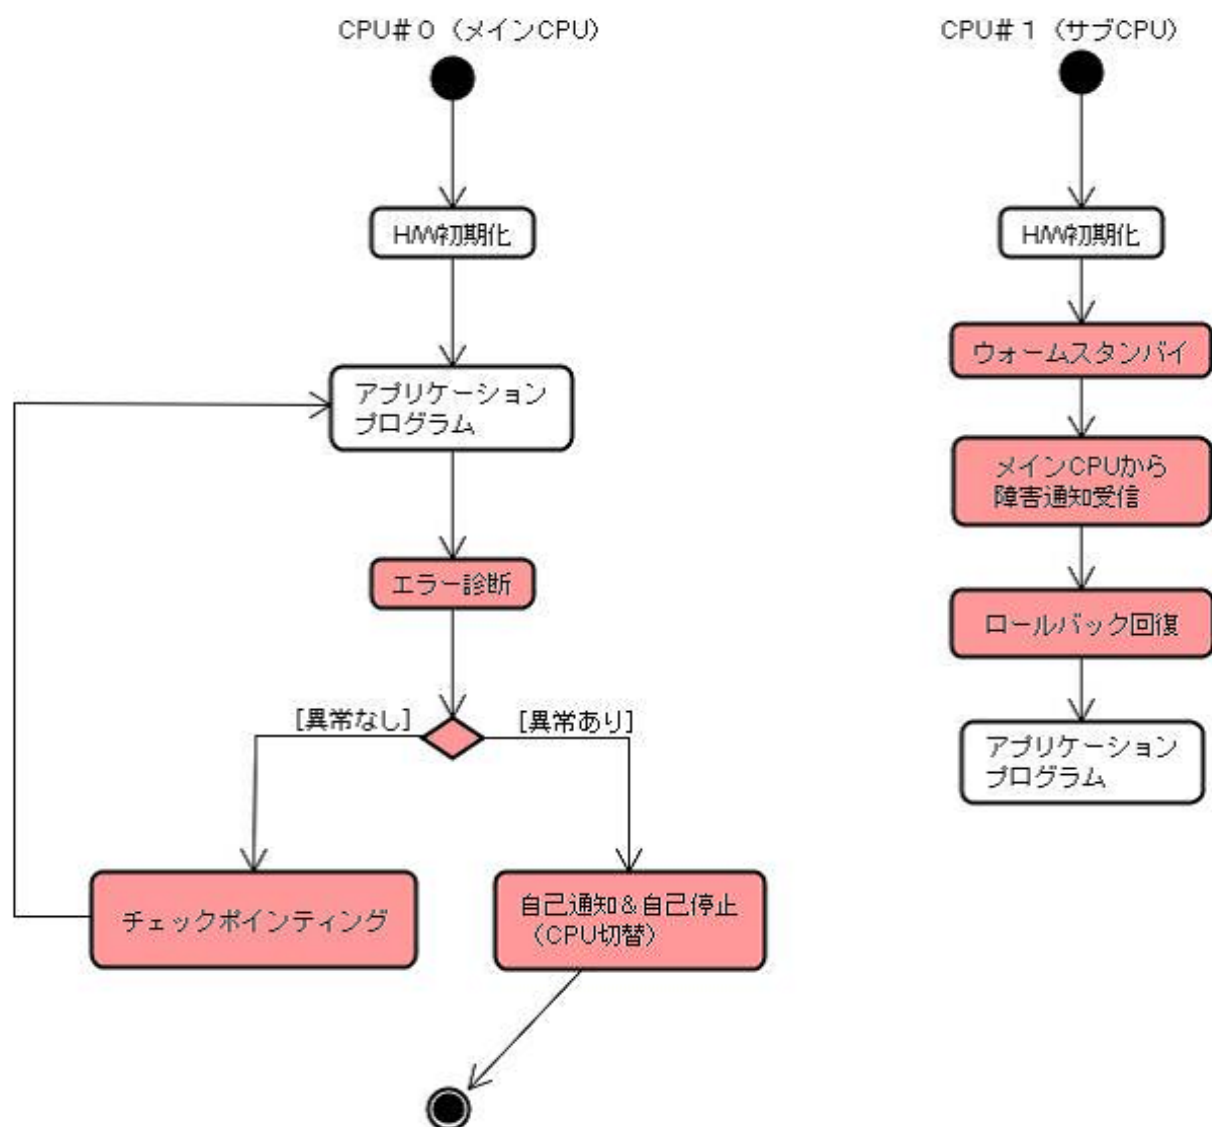 CPU#0（メインCPU）
H/W初期化
アプリケーション
プログラム
エラー診断
[異常なし]
[異常あり]
チェックポインティング
自己通知＆自己停止
（CPU切替）
CPU#1（サブCPU）
H/W初期化
ウォームスタンバイ
メインCPUから
障害通知受信
ロールバック回復
アプリケーション
プログラム